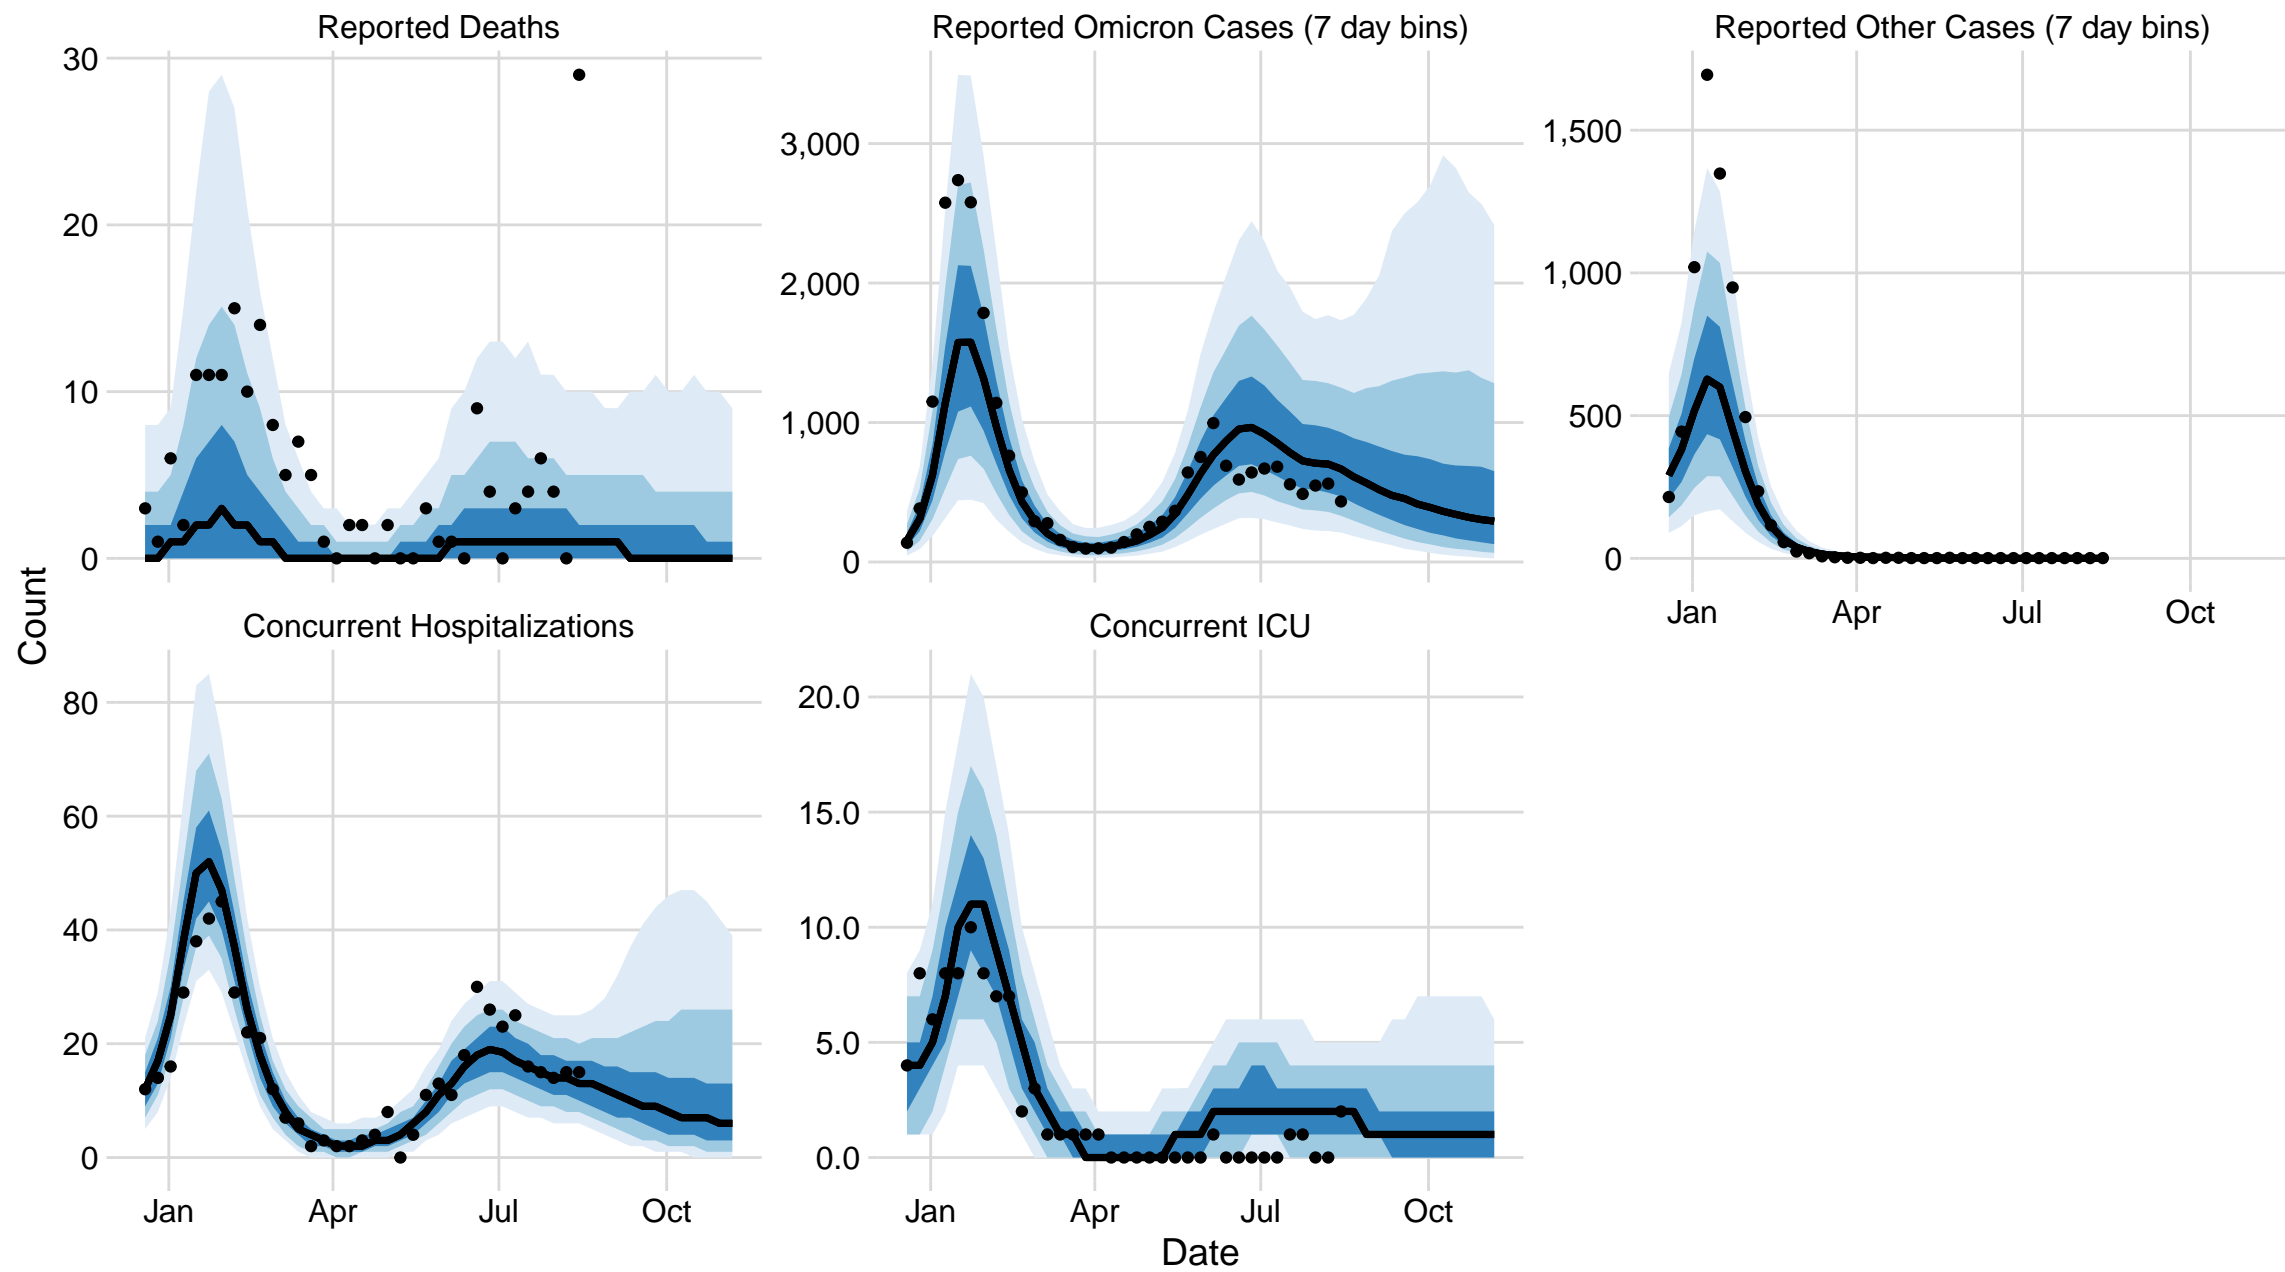 Reported Deaths
30
20
10
0
Reported Omicron Cases (7 day bins)
3,000
2,000
1,000
0
Reported Other Cases (7 day bins)
1,500
1,000
500
0
Jan Apr Jul Oct
Count
Concurrent Hospitalizations
80
60
40
20
0
Jan Apr Jul Oct
Concurrent ICU
20.0
15.0
10.0
5.0
0.0
Jan Apr Jul Oct
Date